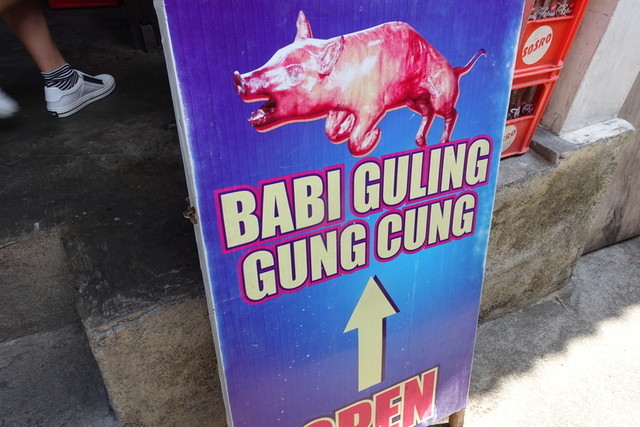 BABI GULING
GUNG CUNG
OPEN
SOSRO